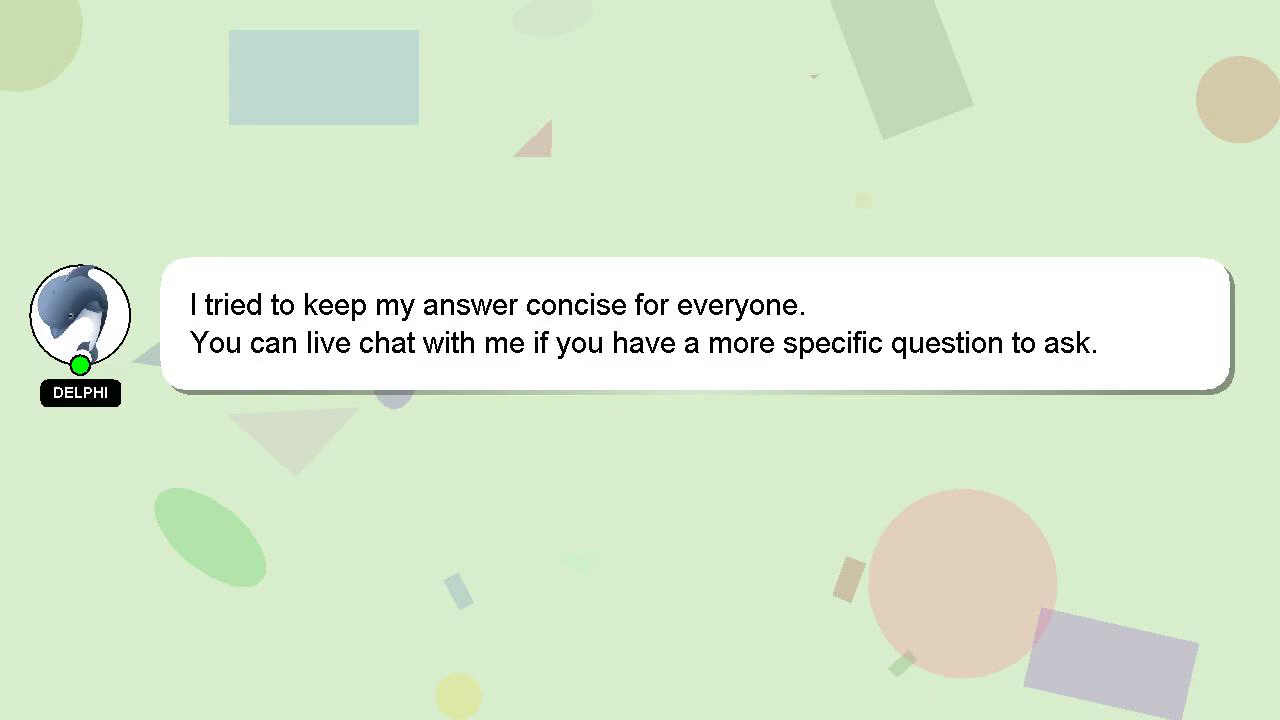 I tried to keep my answer concise for everyone.
You can live chat with me if you have a more specific question to ask.
DELPHI